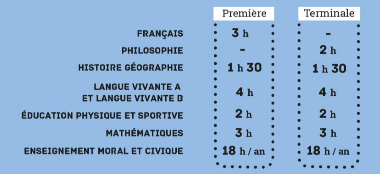 Première Terminale
FRANÇAIS 3 h -
PHILOSOPHIE - 2 h
HISTOIRE GÉOGRAPHIE 1 h 30 1 h 30
LANGUE VIVANTE A
ET LANGUE VIVANTE B 4 h 4 h
ÉDUCATION PHYSIQUE ET SPORTIVE 2 h 2 h
MATHÉMATIQUES 3 h 3 h
ENSEIGNEMENT MORAL ET CIVIQUE 18 h / an 18 h / an